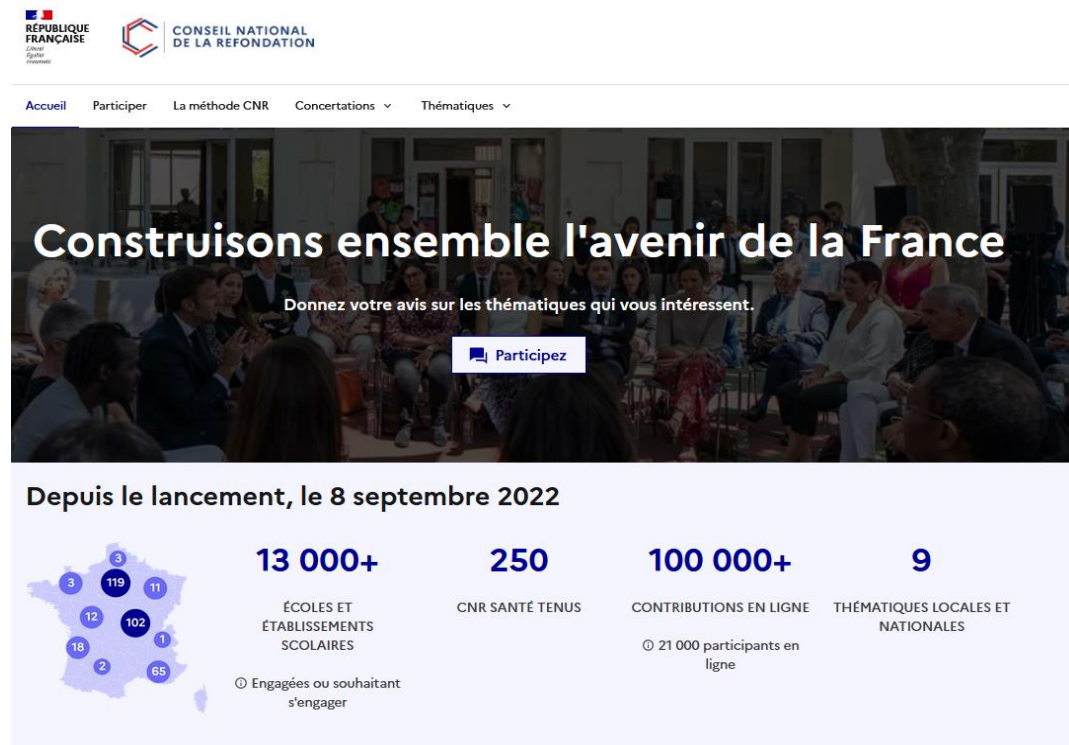 RÉPUBLIQUE
FRANÇAISE
Liberté
Égalité
Fraternité
CONSEIL NATIONAL
DE LA REFONDATION
Accueil Participer La méthode CNR Concertations Thématiques
Construisons ensemble l'avenir de la France
Donnez votre avis sur les thématiques qui vous intéressent.
Participez
Depuis le lancement, le 8 septembre 2022
3
3
119
11
12
102
18
1
2
65
13 000+
ÉCOLES ET
ÉTABLISSEMENTS
SCOLAIRES
Engagées ou souhaitant
s'engager
250
CNR SANTÉ TENUS
100 000+
CONTRIBUTIONS EN LIGNE
21 000 participants en
ligne
9
THÉMATIQUES LOCALES ET
NATIONALES